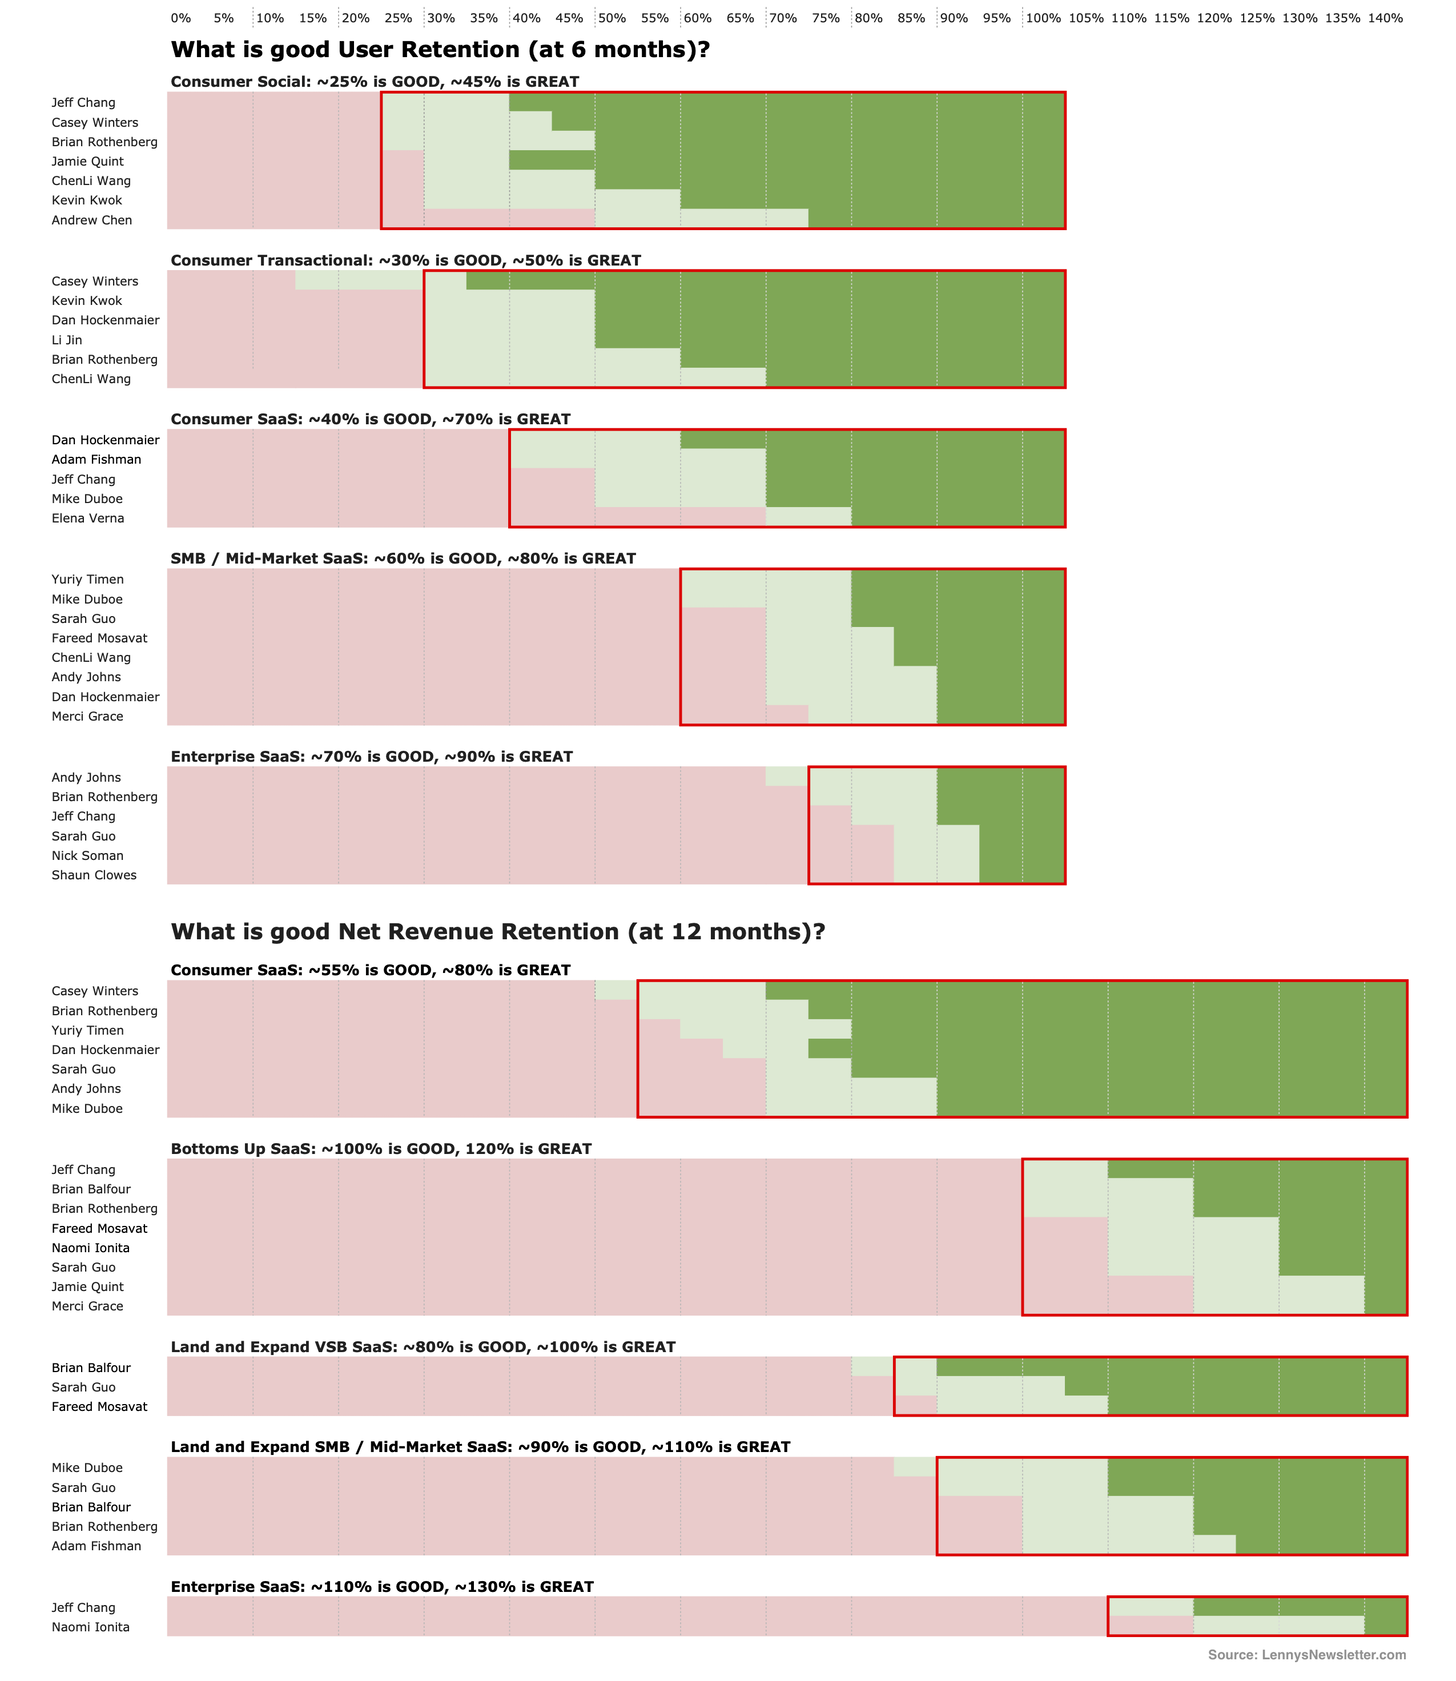 0% 5% 10% 15% 20% 25% 30% 35% 40% 45% 50% 55% 60% 65% 70% 75% 80% 85% 90% 95% 100% 105% 110% 115% 120% 125% 130% 135% 140%
What is good User Retention (at 6 months)?
Consumer Social: ~25% is GOOD, ~45% is GREAT
Jeff Chang
Casey Winters
Brian Rothenberg
Jamie Quint
ChenLi Wang
Kevin Kwok
Andrew Chen
Consumer Transactional: ~30% is GOOD, ~50% is GREAT
Casey Winters
Kevin Kwok
Dan Hockenmaier
Li Jin
Brian Rothenberg
ChenLi Wang
Consumer SaaS: ~40% is GOOD, ~70% is GREAT
Dan Hockenmaier
Adam Fishman
Jeff Chang
Mike Duboe
Elena Verna
SMB / Mid-Market SaaS: ~60% is GOOD, ~80% is GREAT
Yuriy Timen
Mike Duboe
Sarah Guo
Fareed Mosavat
ChenLi Wang
Andy Johns
Dan Hockenmaier
Merci Grace
Enterprise SaaS: ~70% is GOOD, ~90% is GREAT
Andy Johns
Brian Rothenberg
Jeff Chang
Sarah Guo
Nick Soman
Shaun Clowes
What is good Net Revenue Retention (at 12 months)?
Consumer SaaS: ~55% is GOOD, ~80% is GREAT
Casey Winters
Brian Rothenberg
Yuriy Timen
Dan Hockenmaier
Sarah Guo
Andy Johns
Mike Duboe
Bottoms Up SaaS: ~100% is GOOD, 120% is GREAT
Jeff Chang
Brian Balfour
Brian Rothenberg
Fareed Mosavat
Naomi Ionita
Sarah Guo
Jamie Quint
Merci Grace
Land and Expand VSB SaaS: ~80% is GOOD, ~100% is GREAT
Brian Balfour
Sarah Guo
Fareed Mosavat
Land and Expand SMB / Mid-Market SaaS: ~90% is GOOD, ~110% is GREAT
Mike Duboe
Sarah Guo
Brian Balfour
Brian Rothenberg
Adam Fishman
Enterprise SaaS: ~110% is GOOD, ~130% is GREAT
Jeff Chang
Naomi Ionita
Source: LennysNewsletter.com